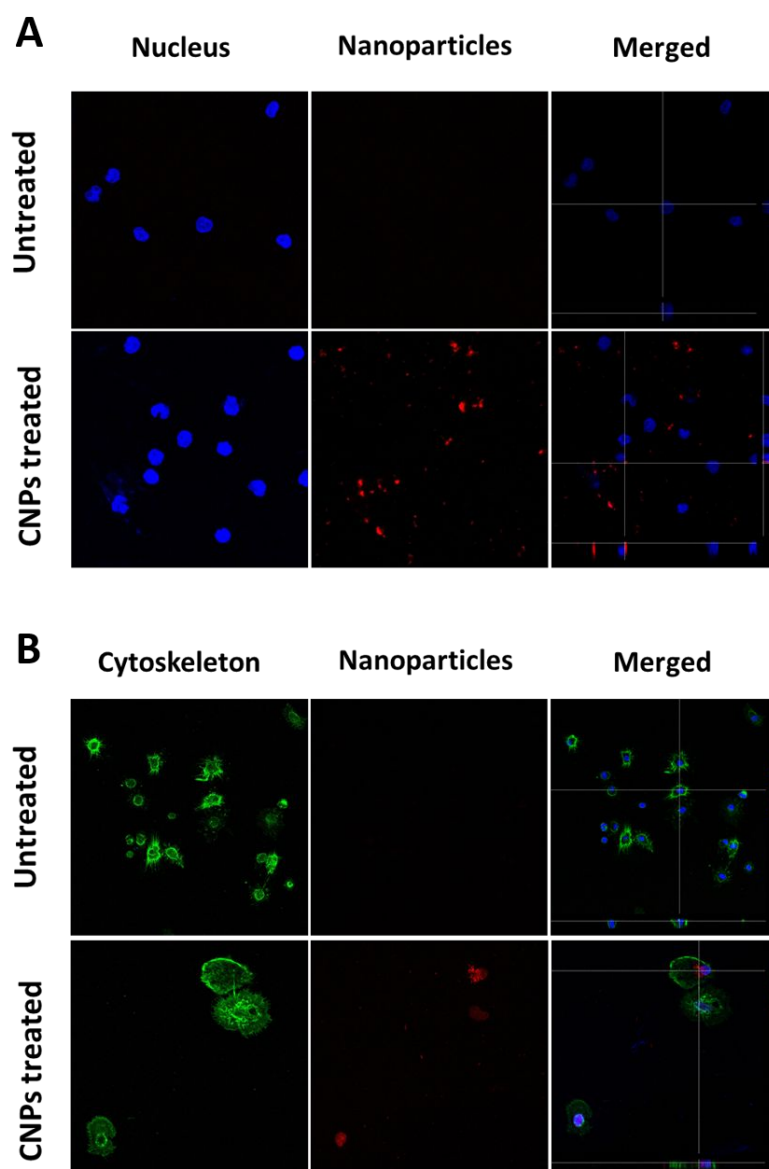 A
Nucleus Nanoparticles Merged
Untreated
CNPs treated
B
Cytoskeleton Nanoparticles Merged
Untreated
CNPs treated